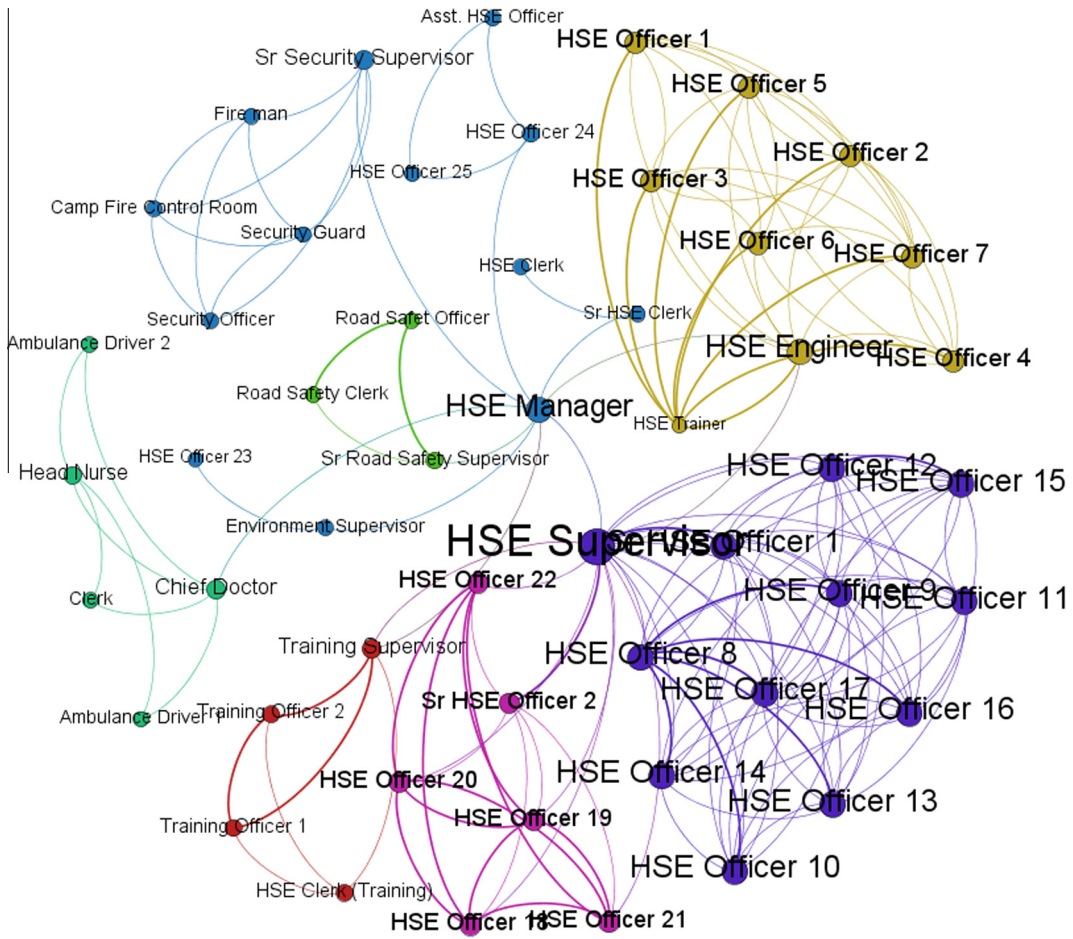 Asst. HSE Officer
HSE Officer 1
Sr Security Supervisor
HSE Officer 5
Fire man
HSE Officer 24
HSE Officer 2
HSE Officer 25
HSE Officer 3
Camp Fire Control Room
Security Guard
HSE Officer 6
HSE Officer 7
HSE Clerk
Security Officer
Road Safet Officer
Sr HSE Clerk
Ambulance Driver 2
HSE Engineer
HSE Officer 4
Road Safety Clerk
HSE Manager
HSE Trainer
HSE Officer 23
Sr Road Safety Supervisor
HSE Officer 12
Head Nurse
HSE Officer 15
Environment Supervisor
HSE Supervisor
Sr HSE Officer 1
HSE Officer 22
Chief Doctor
Clerk
HSE Officer 9
HSE Officer 11
Training Supervisor
HSE Officer 8
HSE Officer 17
Sr HSE Officer 2
HSE Officer 16
Ambulance Driver 1
Training Officer 2
HSE Officer 20
HSE Officer 14
HSE Officer 13
HSE Officer 19
Training Officer 1
HSE Officer 10
HSE Clerk (Training)
HSE Officer 18
HSE Officer 21